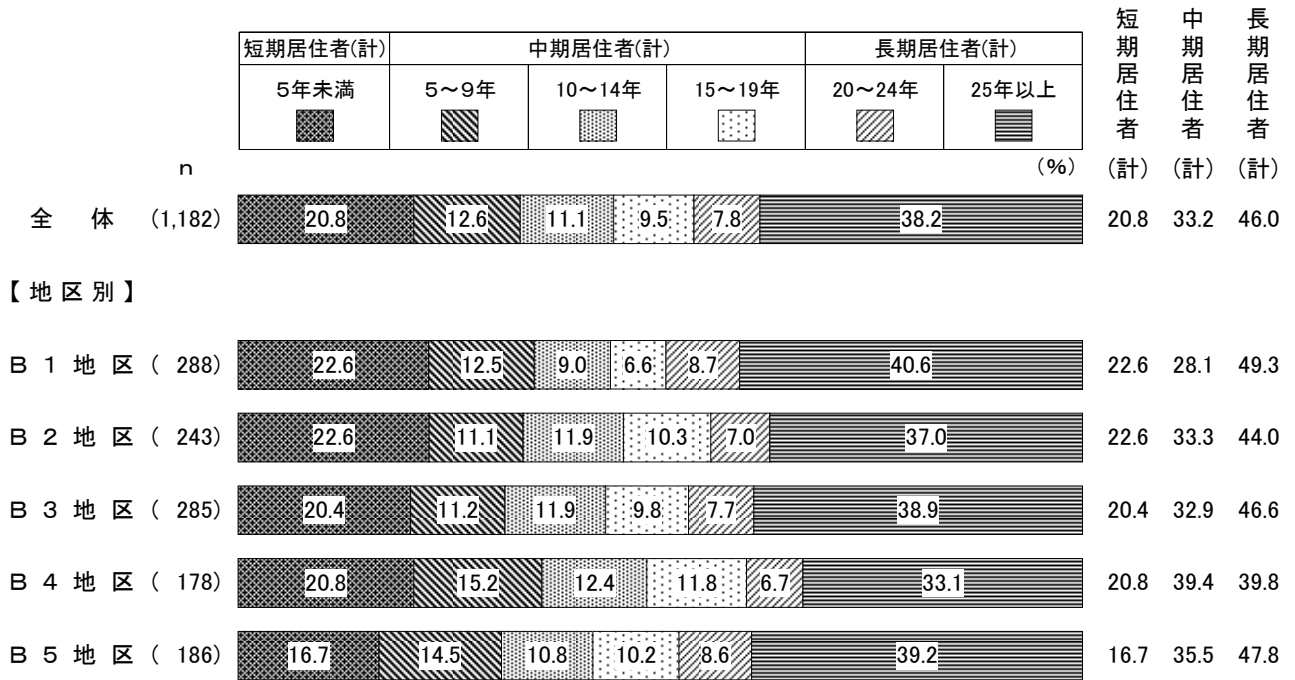 短期居住者(計) 中期居住者(計) 長期居住者(計)
5年未満 5～9年 10～14年 15～19年 20～24年 25年以上
短期居住者(計) 中期居住者(計) 長期居住者(計)
n (%)
全体 (1,182) 20.8 12.6 11.1 9.5 7.8 38.2 20.8 33.2 46.0
【地区別】
B1地区 ( 288) 22.6 12.5 9.0 6.6 8.7 40.6 22.6 28.1 49.3
B2地区 ( 243) 22.6 11.1 11.9 10.3 7.0 37.0 22.6 33.3 44.0
B3地区 ( 285) 20.4 11.2 11.9 9.8 7.7 38.9 20.4 32.9 46.6
B4地区 ( 178) 20.8 15.2 12.4 11.8 6.7 33.1 20.8 39.4 39.8
B5地区 ( 186) 16.7 14.5 10.8 10.2 8.6 39.2 16.7 35.5 47.8